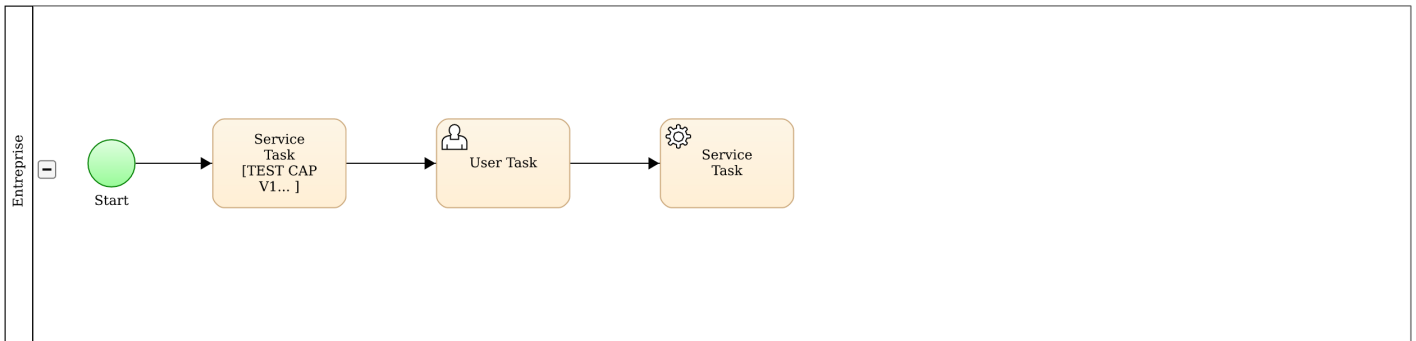 Entreprise
Start
Service
Task
[TEST CAP
V1... ]
User Task
Service
Task